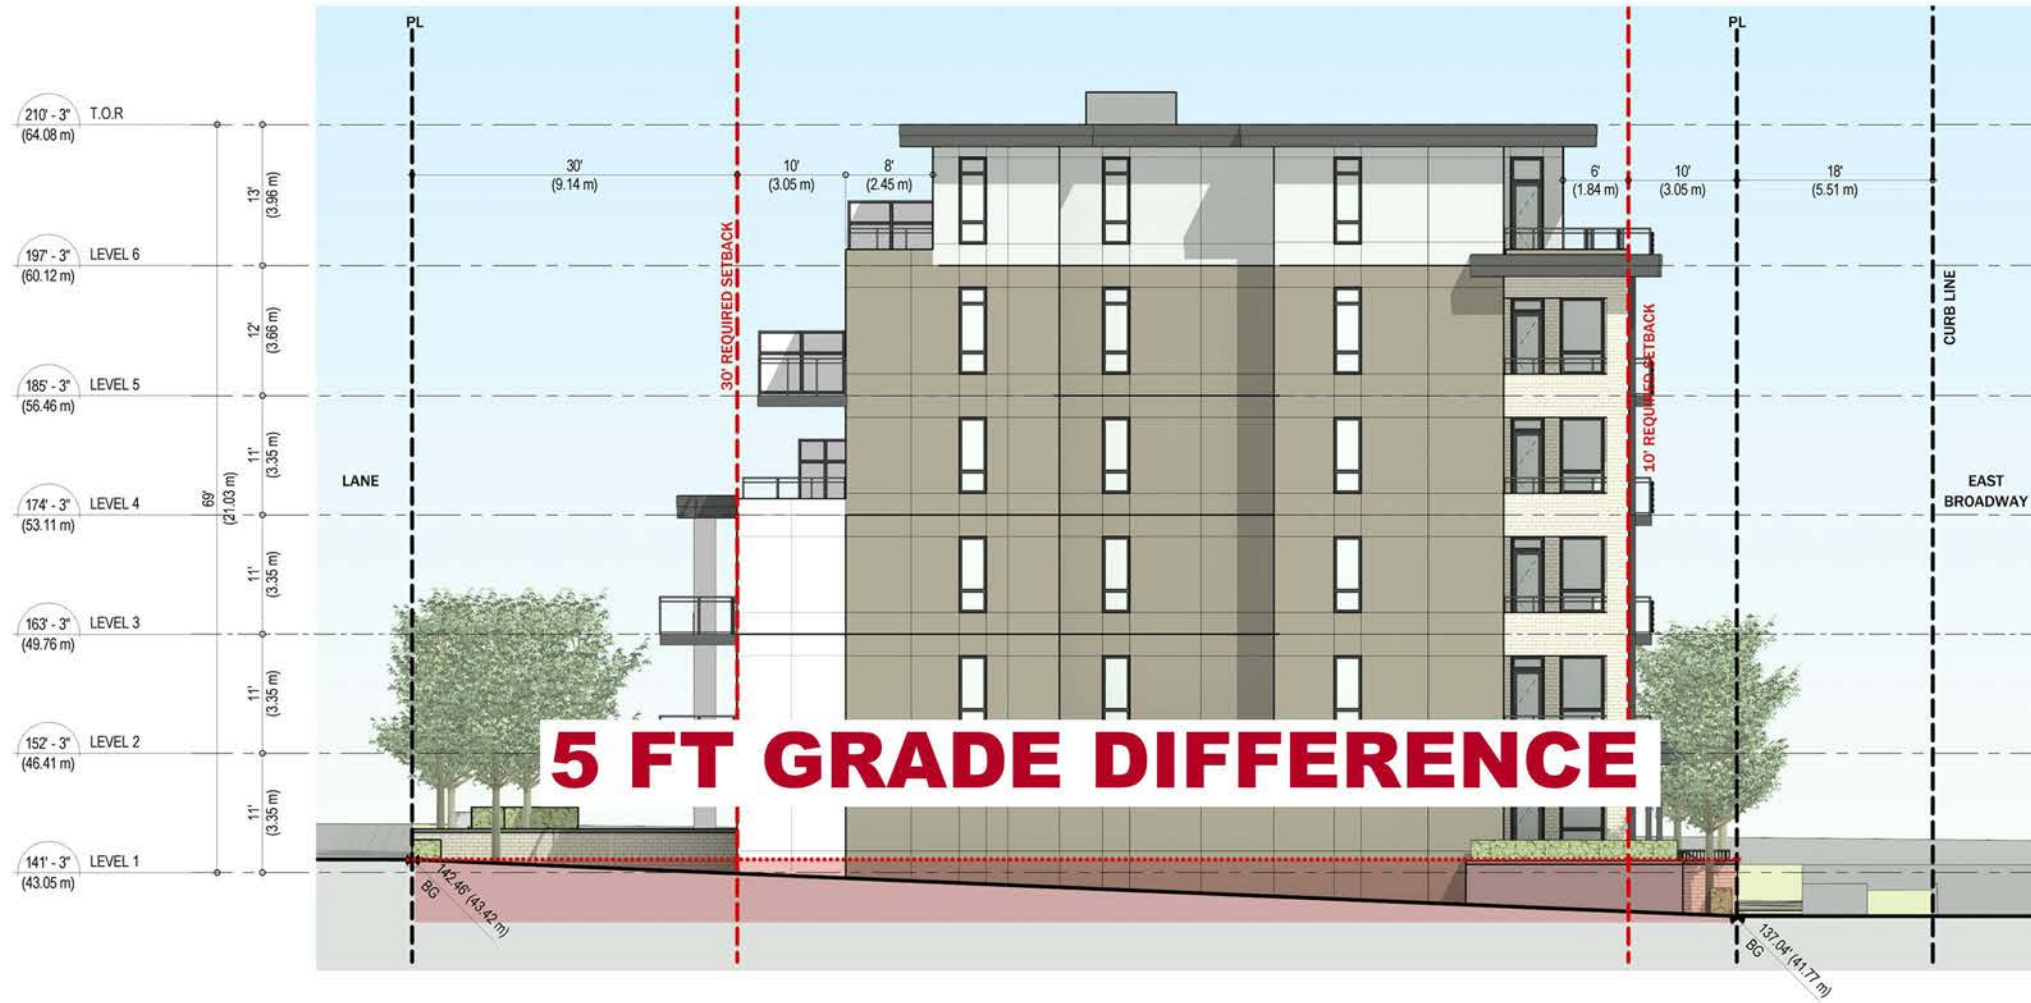 PL
PL
210' - 3"
T.O.R
(64.08 m)
30'
(9.14 m)
10'
(3.05 m)
8'
(2.45 m)
6'
(1.84 m)
10'
(3.05 m)
18'
(5.51 m)
13'
(3.96 m)
197' - 3"
LEVEL 6
(60.12 m)
30' REQUIRED SETBACK
12'
(3.66 m)
CURB LINE
10' REQUIRED SETBACK
185' - 3"
LEVEL 5
(56.46 m)
11'
(3.35 m)
LANE
EAST
BROADWAY
69'
(21.03 m)
174' - 3"
LEVEL 4
(53.11 m)
11'
(3.35 m)
163' - 3"
LEVEL 3
(49.76 m)
11'
(3.35 m)
152' - 3"
LEVEL 2
(46.41 m)
5 FT GRADE DIFFERENCE
11'
(3.35 m)
141' - 3"
LEVEL 1
(43.05 m)
142.46' (43.42 m)
BG
137.04' (41.77 m)
BG